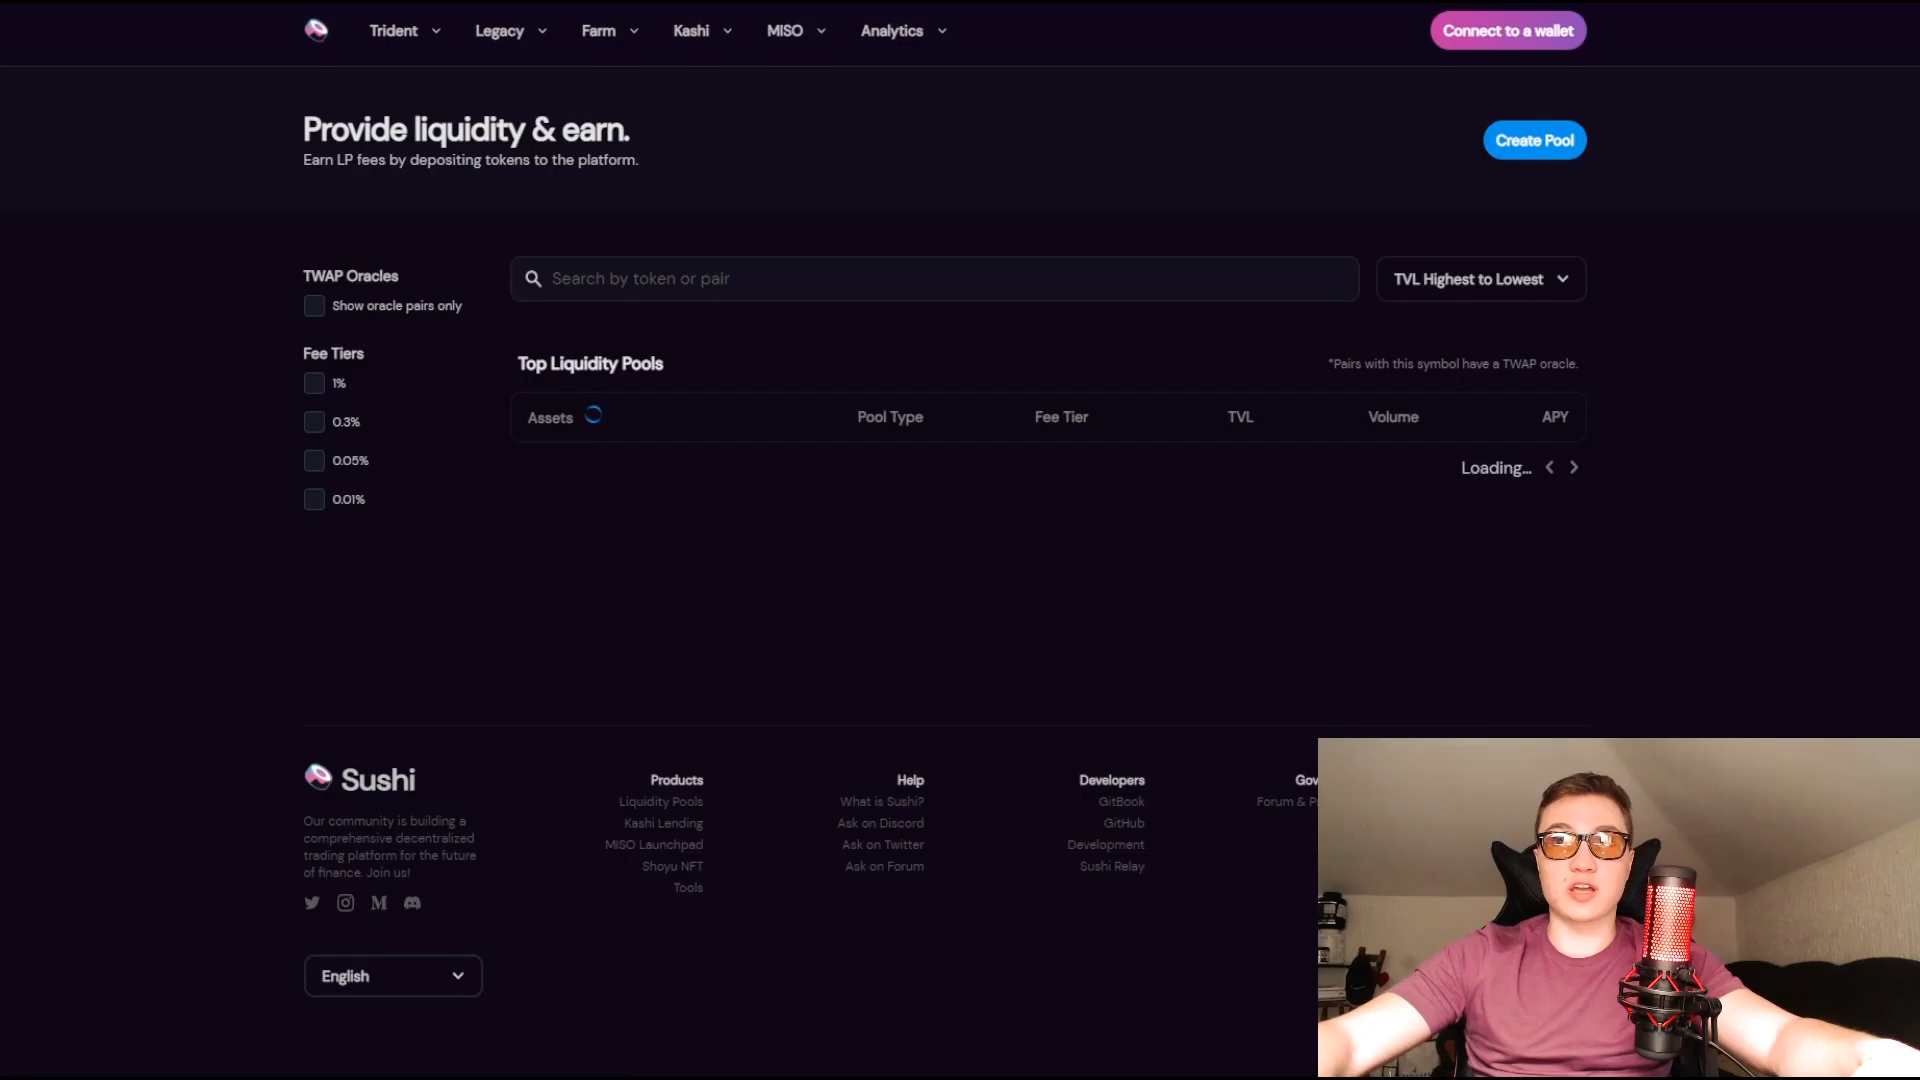 Trident
Legacy
Farm
Kashi
MISO
Analytics
Connect to a wallet
Provide liquidity & earn.
Earn LP fees by depositing tokens to the platform.
Create Pool
TWAP Oracles
Show oracle pairs only
Fee Tiers
1%
0.3%
0.05%
0.01%
Search by token or pair
TVL Highest to Lowest
Top Liquidity Pools
*Pairs with this symbol have a TWAP oracle.
Assets
Pool Type
Fee Tier
TVL
Volume
APY
Loading...
Sushi
Our community is building a
comprehensive decentralized
trading platform for the future
of finance. Join us!
English
Products
Liquidity Pools
Kashi Lending
MISO Launchpad
Shoyu NFT
Tools
Help
What is Sushi?
Ask on Discord
Ask on Twitter
Ask on Forum
Developers
GitBook
GitHub
Development
Sushi Relay
Gov
Forum & P